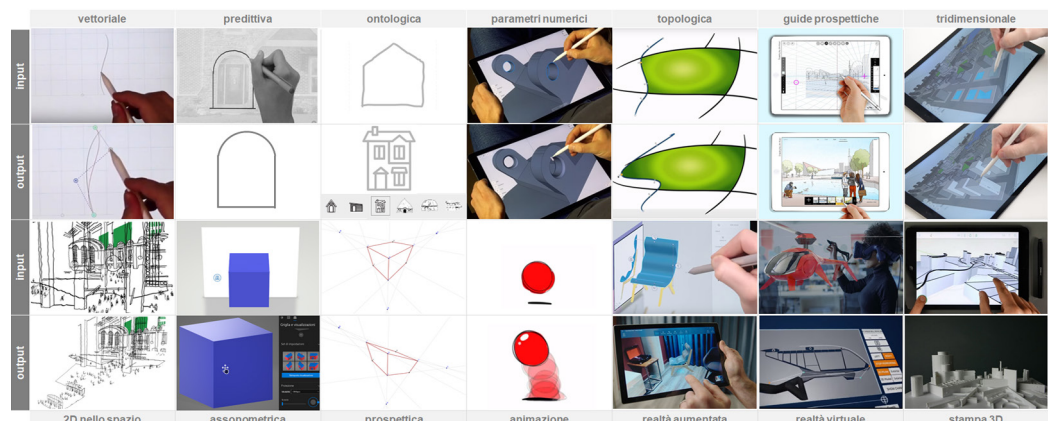 vettoriale
predittiva
ontologica
parametri numerici
topologica
guide prospettiche
tridimensionale
input
output
input
output
2D nello spazio
assonometrica
prospettica
animazione
realtà aumentata
realtà virtuale
stampa 3D